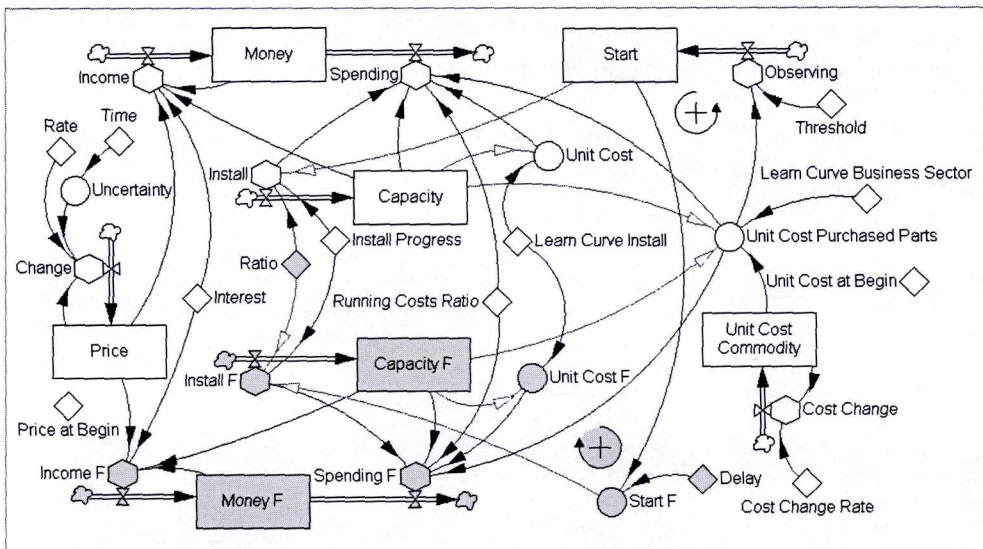 Money
Start
Income
Spending
Observing
Rate
Time
Threshold
Install
Unit Cost
Uncertainty
Capacity
Learn Curve Business Sector
Install Progress
Learn Curve Install
Unit Cost Purchased Parts
Change
Ratio
Interest
Running Costs Ratio
Unit Cost at Begin
Price
Unit Cost
Commodity
Capacity F
Install F
Unit Cost F
Price at Begin
Cost Change
Income F
Spending F
Money F
Delay
Start F
Cost Change Rate